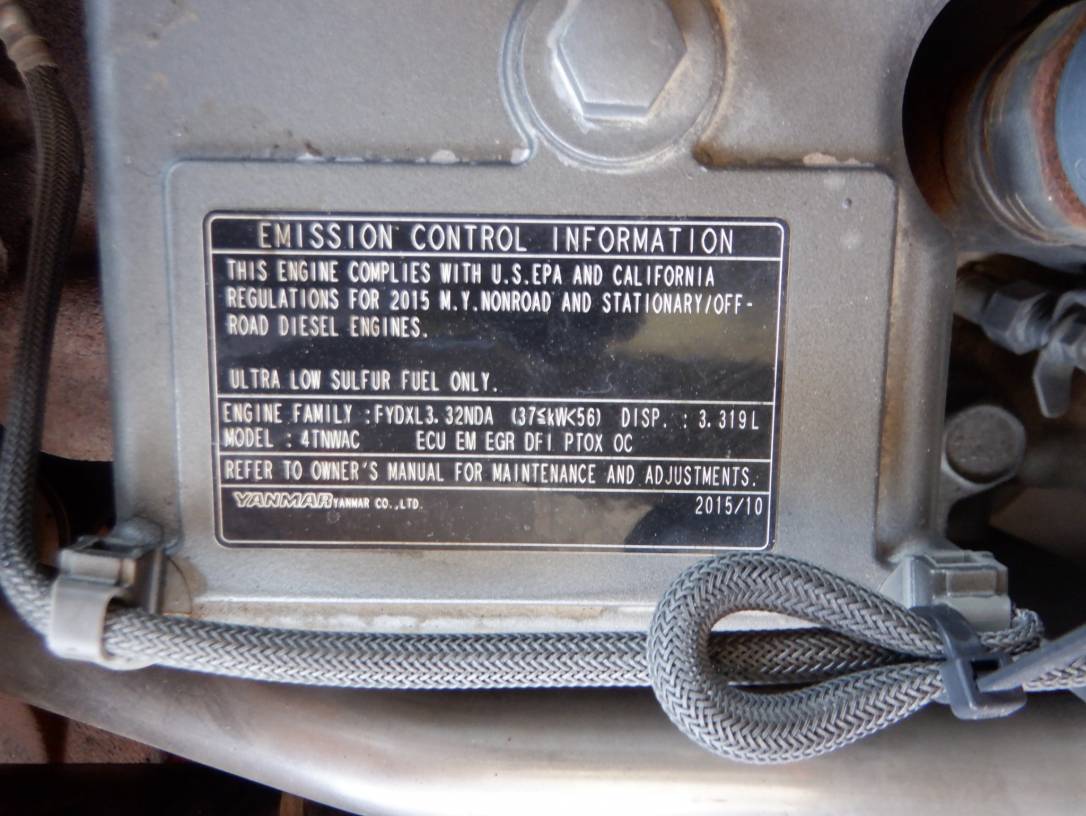 EMISSION CONTROL INFORMATION
THIS ENGINE COMPLIES WITH U.S.EPA AND CALIFORNIA
REGULATIONS FOR 2015 M.Y.NONROAD AND STATIONARY/OFF-
ROAD DIESEL ENGINES.
ULTRA LOW SULFUR FUEL ONLY.
ENGINE FAMILY :FYDXL3.32NDA (37≤kW<56) DISP. : 3.319L
MODEL : 4TNWAC ECU EM EGR DFI PTOX OC
REFER TO OWNER'S MANUAL FOR MAINTENANCE AND ADJUSTMENTS.
YANMAR YANMAR CO.,LTD. 2015/10